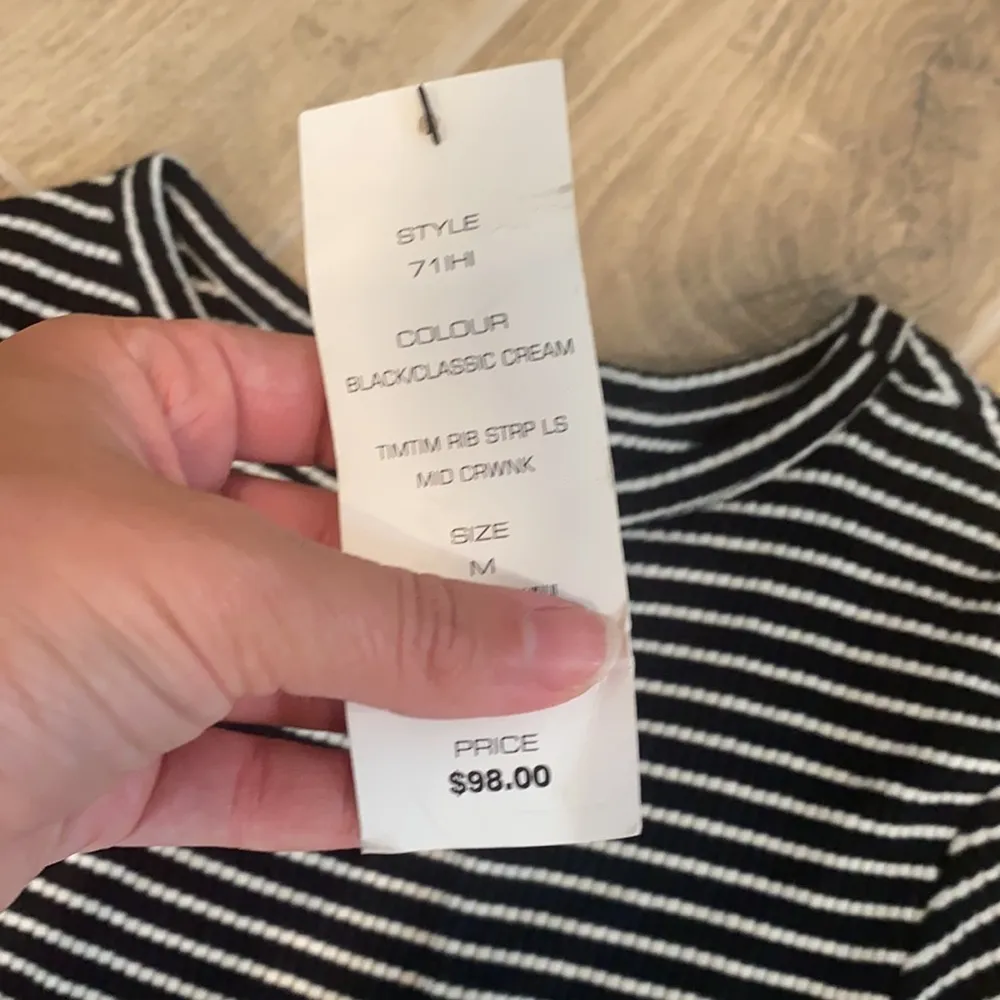 STYLE
71IHI
COLOUR
BLACK/CLASSIC CREAM
TIMTIM RIB STRP LS
MID CRWNK
SIZE
M
PRICE
$98.00